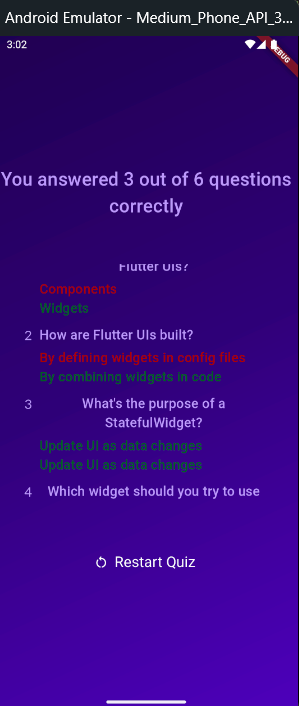 Android Emulator - Medium_Phone_API_3...
3:02
DEBUG
You answered 3 out of 6 questions
correctly
Flutter UIs?
Components
Widgets
2 How are Flutter UIs built?
By defining widgets in config files
By combining widgets in code
3 What's the purpose of a
StatefulWidget?
Update UI as data changes
Update UI as data changes
4 Which widget should you try to use
Restart Quiz